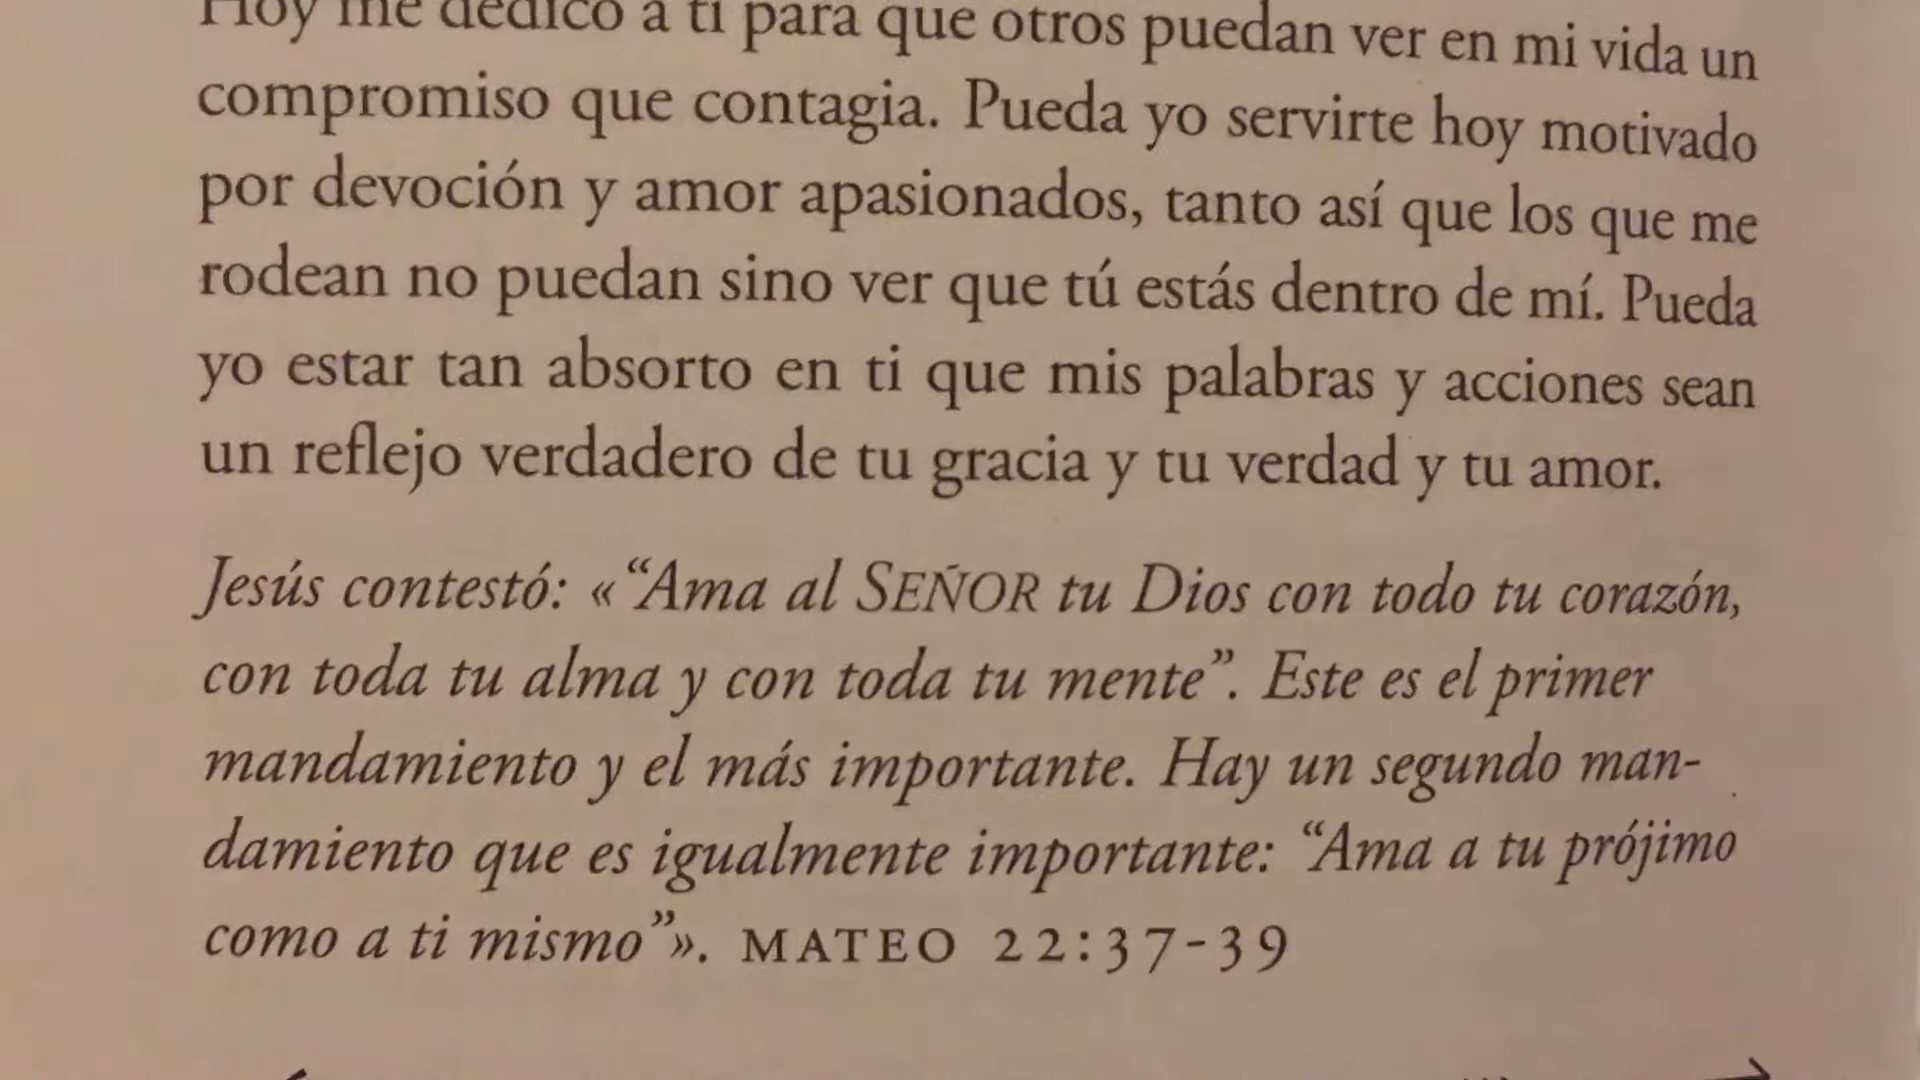 Hoy me dedico a ti para que otros puedan ver en mi vida un
compromiso que contagia. Pueda yo servirte hoy motivado
por devoción y amor apasionados, tanto así que los que me
rodean no puedan sino ver que tú estás dentro de mí. Pueda
yo estar tan absorto en ti que mis palabras y acciones sean
un reflejo verdadero de tu gracia y tu verdad y tu amor.
Jesús contestó: «“Ama al SEÑOR tu Dios con todo tu corazón,
con toda tu alma y con toda tu mente”. Este es el primer
mandamiento y el más importante. Hay un segundo man-
damiento que es igualmente importante: “Ama a tu prójimo
como a ti mismo”». MATEO 22:37-39